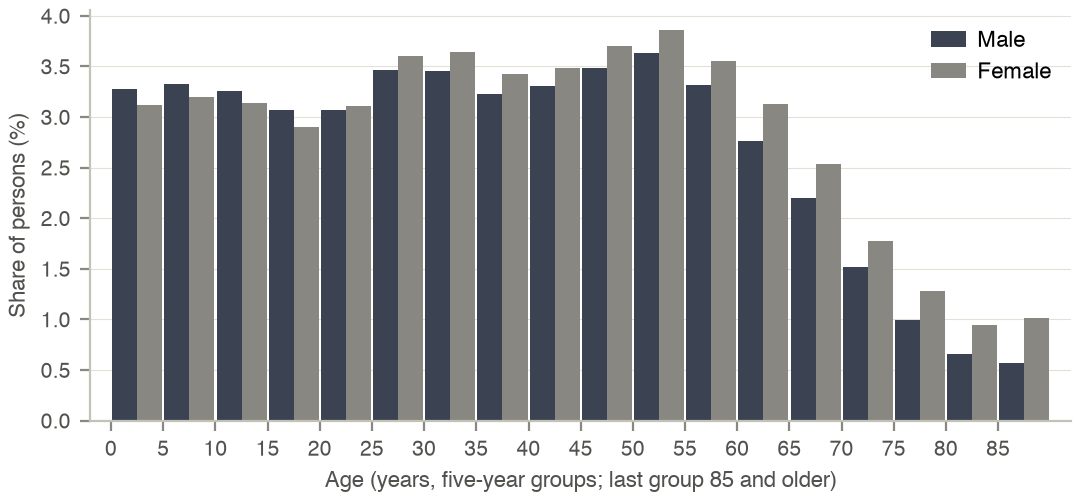 4.0
3.5
3.0
2.5
2.0
1.5
1.0
0.5
0.0
Share of persons (%)
Male
Female
0 5 10 15 20 25 30 35 40 45 50 55 60 65 70 75 80 85
Age (years, five-year groups; last group 85 and older)